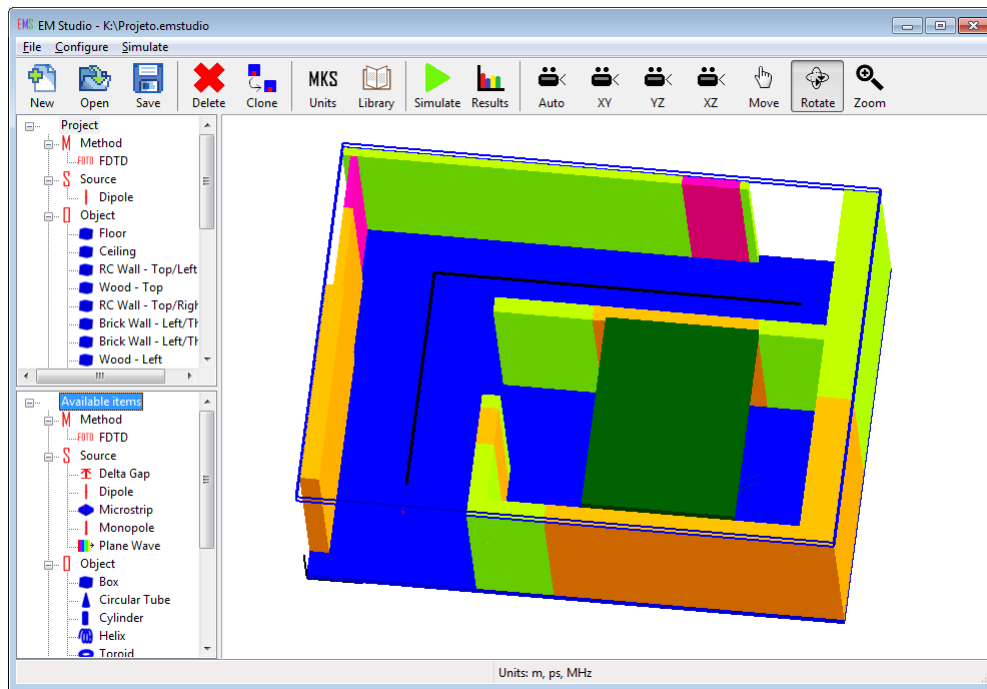 EMS EM Studio - K:\Projeto.emstudio
File Configure Simulate
MKS
New Open Save Delete Clone Units Library Simulate Results Auto XY YZ XZ Move Rotate Zoom
Project
M Method
FDTD FDTD
S Source
Dipole
Object
Floor
Ceiling
RC Wall - Top/Left
Wood - Top
RC Wall - Top/Righ
Brick Wall - Left/Th
Brick Wall - Left/Th
Wood - Left
Available items
M Method
FDTD FDTD
S Source
Delta Gap
Dipole
Microstrip
Monopole
Plane Wave
Object
Box
Circular Tube
Cylinder
Helix
Toroid
Units: m, ps, MHz